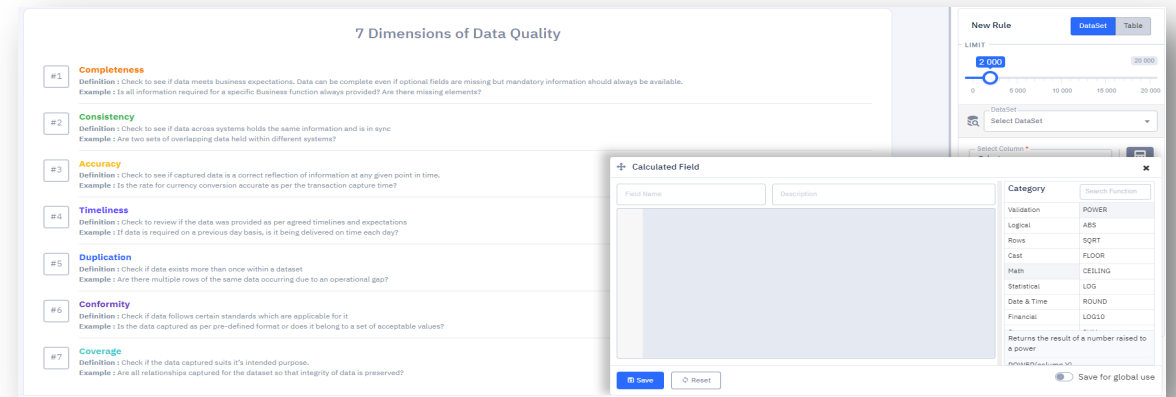 7 Dimensions of Data Quality
#1
Completeness
Definition : Check to see if data meets business expectations. Data can be complete even if optional fields are missing but mandatory information should always be available.
Example : Is all information required for a specific Business function always provided? Are there missing elements?
#2
Consistency
Definition : Check to see if data across systems holds the same information and is in sync
Example : Are two sets of overlapping data held within different systems?
#3
Accuracy
Definition : Check to see if captured data is a correct reflection of information at any given point in time.
Example : Is the rate for currency conversion accurate as per the transaction capture time?
#4
Timeliness
Definition : Check to review if the data was provided as per agreed timelines and expectations
Example : If data is required on a previous day basis, is it being delivered on time each day?
#5
Duplication
Definition : Check if data exists more than once within a dataset
Example : Are there multiple rows of the same data occurring due to an operational gap?
#6
Conformity
Definition : Check if data follows certain standards which are applicable for it
Example : Is the data captured as per pre-defined format or does it belong to a set of acceptable values?
#7
Coverage
Definition : Check if the data captured suits it's intended purpose.
Example : Are all relationships captured for the dataset so that integrity of data is preserved?
New Rule
DataSet
Table
LIMIT
2 000
20 000
0 5 000 10 000 15 000 20 000
DataSet
Select DataSet
Select Column *
Calculated Field
Field Name
Description
Category
Search Function
Validation POWER
Logical ABS
Rows SQRT
Cast FLOOR
Math CEILING
Statistical LOG
Date & Time ROUND
Financial LOG10
Returns the result of a number raised to
a power
Save
Reset
Save for global use